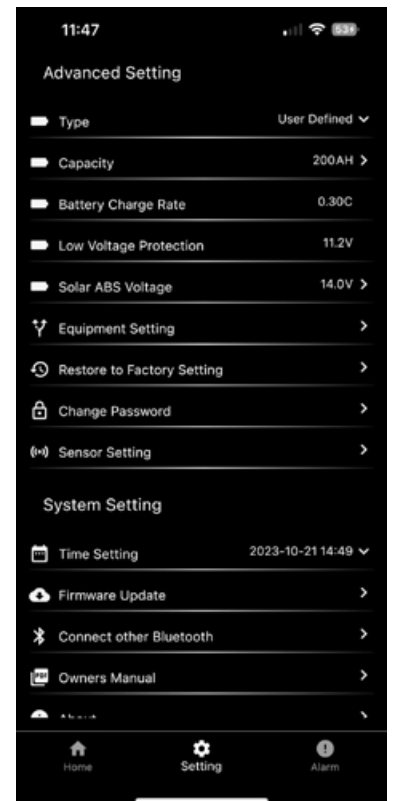 11:47
53
Advanced Setting
Type User Defined
Capacity 200AH
Battery Charge Rate 0.30C
Low Voltage Protection 11.2V
Solar ABS Voltage 14.0V
Equipment Setting
Restore to Factory Setting
Change Password
Sensor Setting
System Setting
Time Setting 2023-10-21 14:49
Firmware Update
Connect other Bluetooth
PDF Owners Manual
Home Setting Alarm